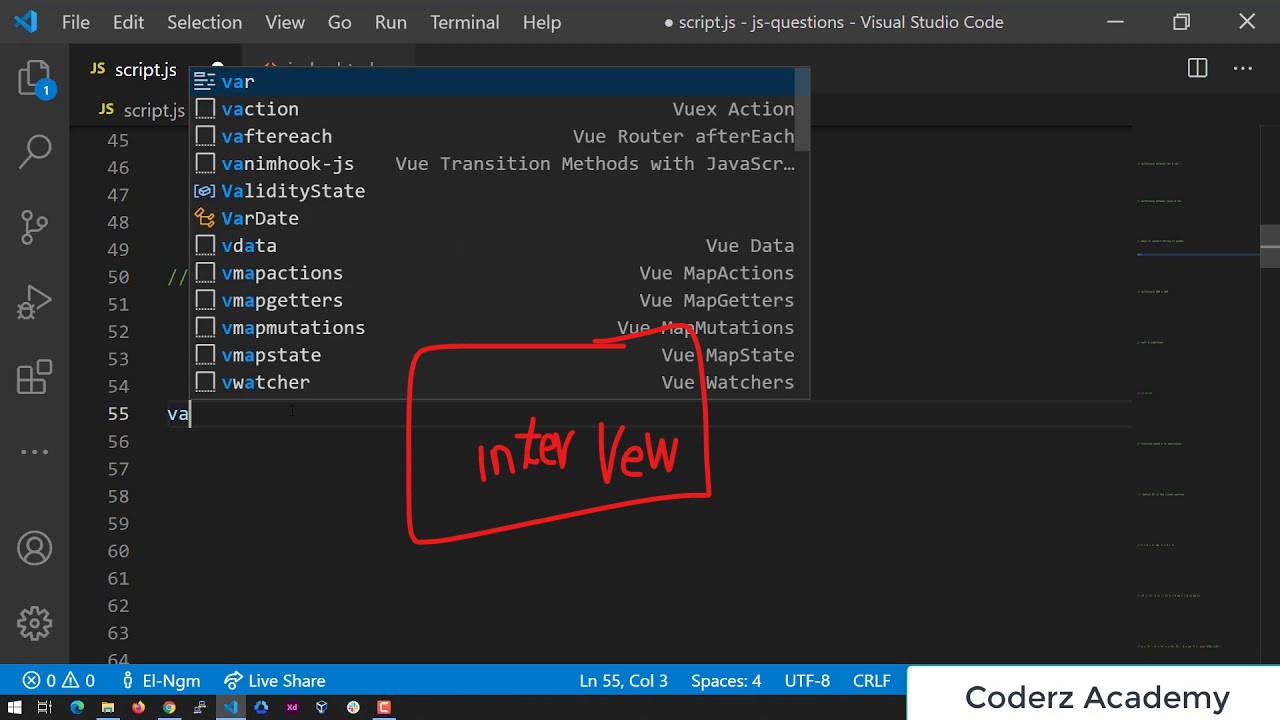 File Edit Selection View Go Run Terminal Help ● script.js - js-questions - Visual Studio Code
JS script.js
JS script.js
1
var
vaction Vuex Action
vaftereach Vue Router afterEach
vanimhook-js Vue Transition Methods with JavaScr…
ValidityState
VarDate
vdata Vue Data
vmapactions Vue MapActions
vmapgetters Vue MapGetters
vmapmutations Vue MapMutations
vmapstate Vue MapState
vwatcher Vue Watchers
45
46
47
48
49
50 //
51
52
53
54
55 va
56
57
58
59
60
61
62
63
64
inter Vew
0 0 El-Ngm Live Share Ln 55, Col 3 Spaces: 4 UTF-8 CRLF
Xd
Coderz Academy